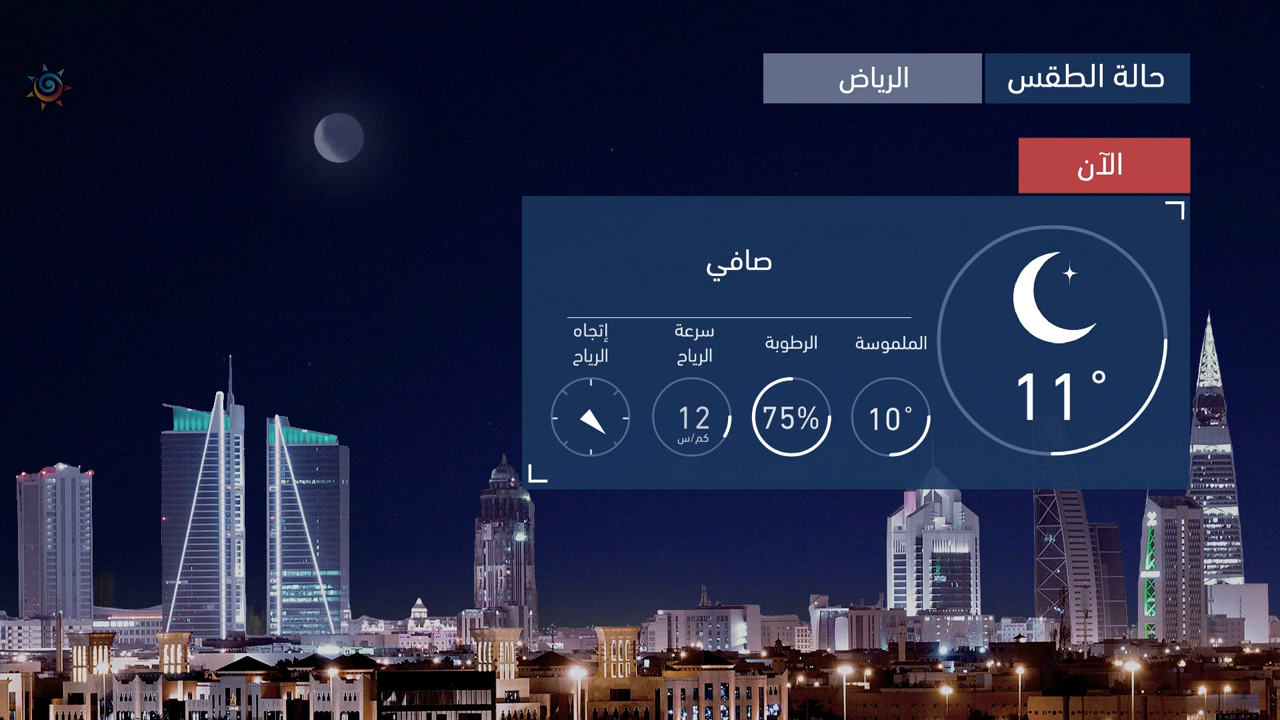 حالة الطقس
الرياض
الآن
صافي
11°
الملموسة
10°
الرطوبة
75%
سرعة
الرياح
12
كم/س
إتجاه
الرياح